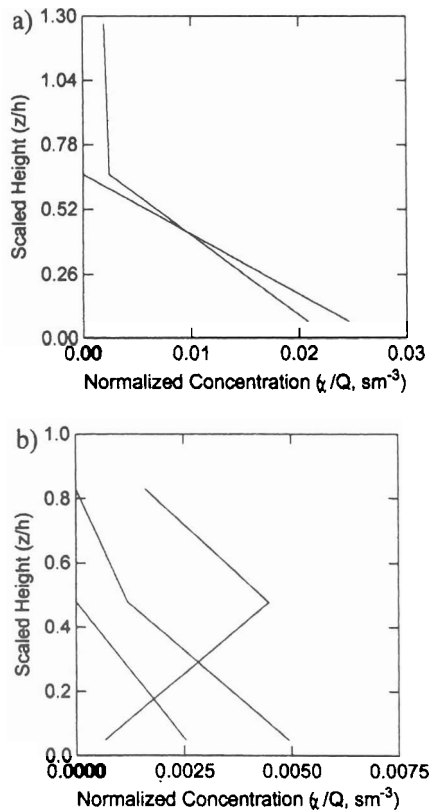 a)
1.30
1.04
0.78
0.52
0.26
0.00
Scaled Height (z/h)
0.00 0.01 0.02 0.03
Normalized Concentration (χ/Q, sm⁻³)
b)
1.0
0.8
0.6
0.4
0.2
0.0
Scaled Height (z/h)
0.0000 0.0025 0.0050 0.0075
Normalized Concentration (χ/Q, sm⁻³)